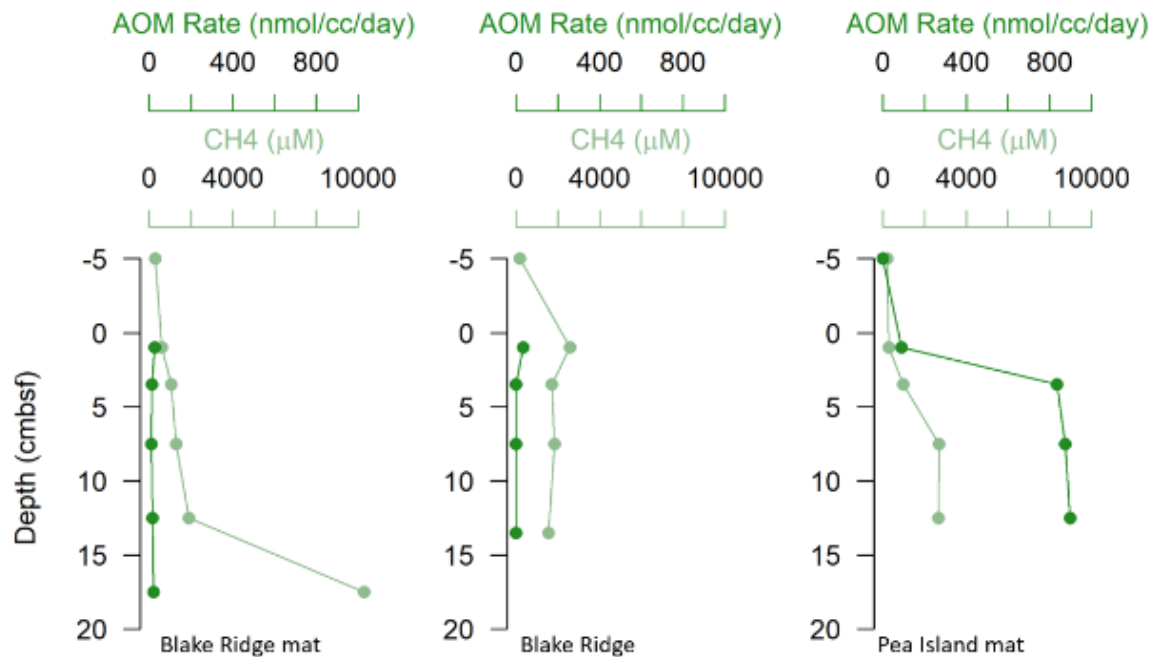 AOM Rate (nmol/cc/day) AOM Rate (nmol/cc/day) AOM Rate (nmol/cc/day)
0 400 800 0 400 800 0 400 800
CH4 (μM) CH4 (μM) CH4 (μM)
0 4000 10000 0 4000 10000 0 4000 10000
-5 -5 -5
0 0 0
5 5 5
Depth (cmbsf)
10 10 10
15 15 15
20 20 20
Blake Ridge mat Blake Ridge Pea Island mat